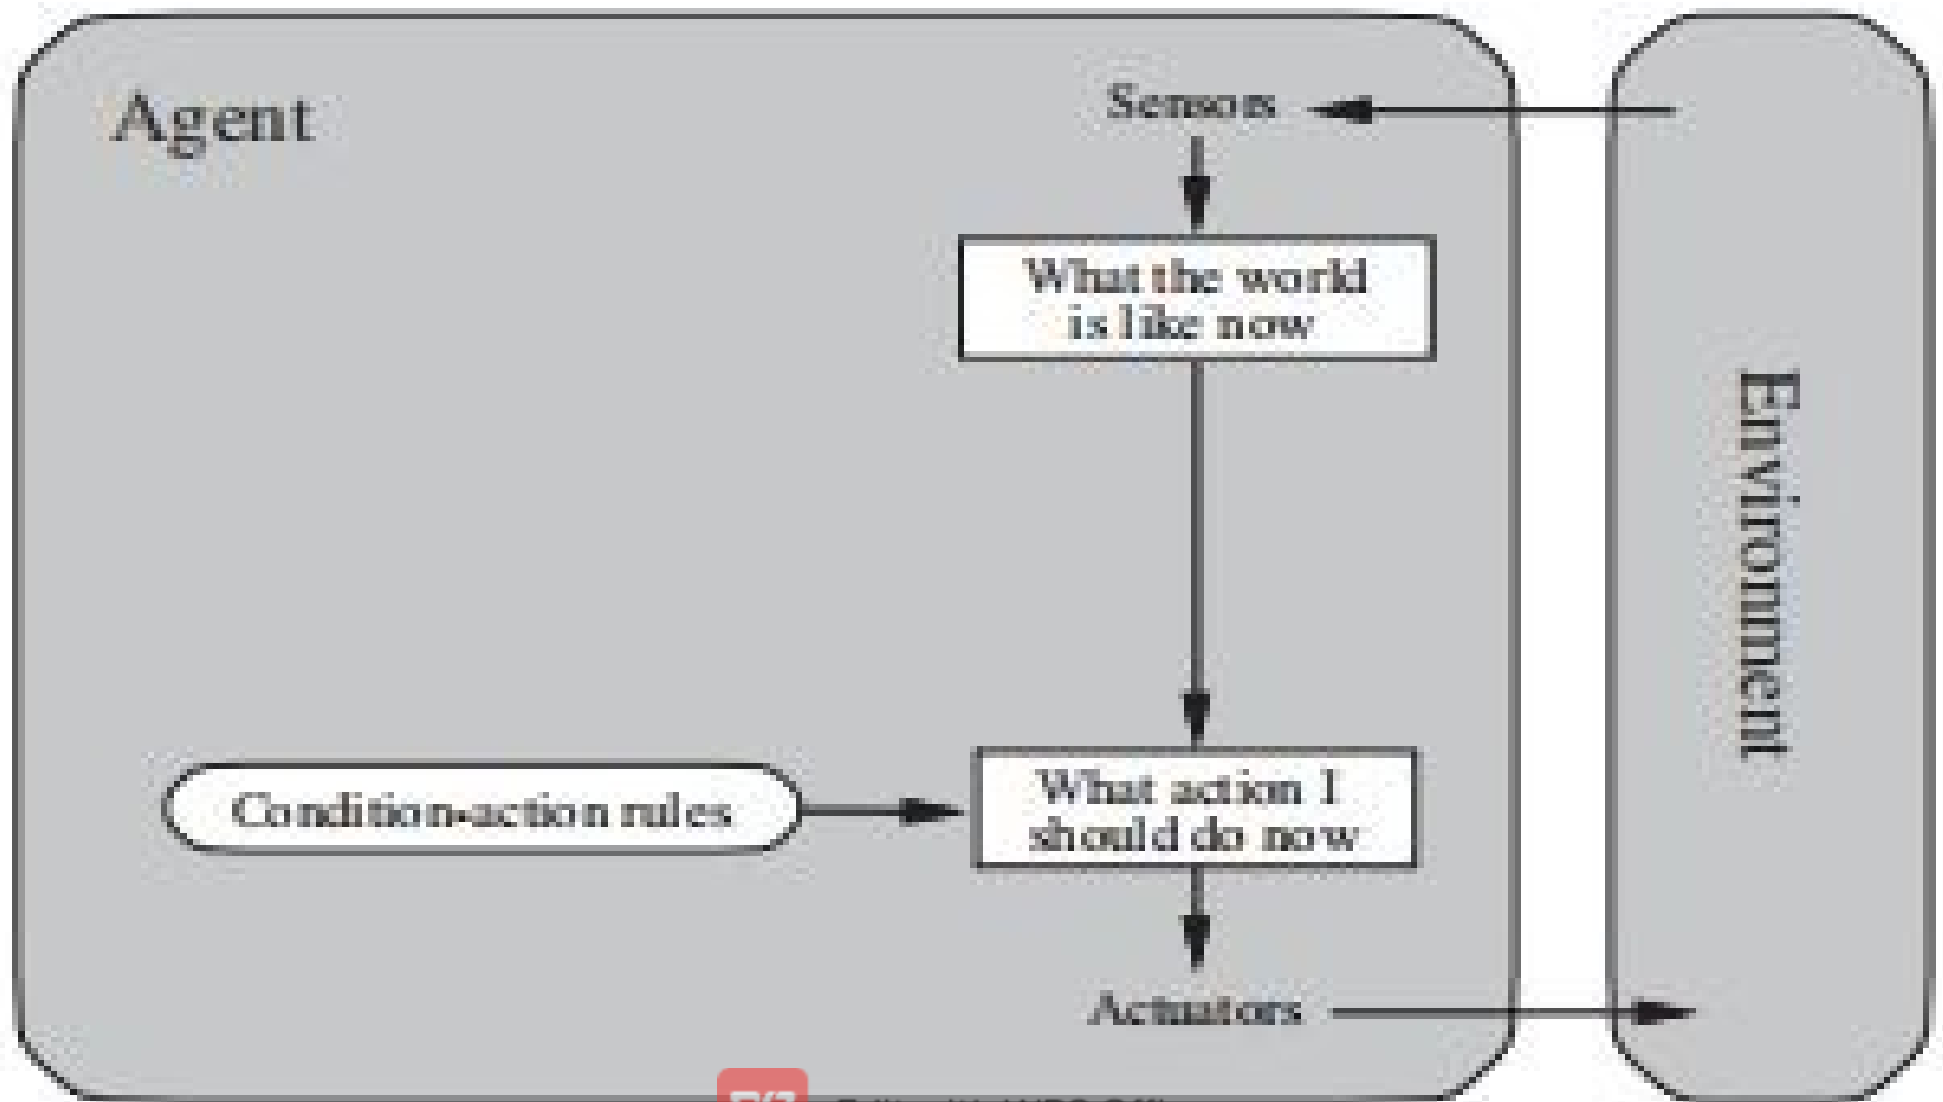 Agent
Sensors
What the world
is like now
Environment
Condition-action rules
What action I
should do now
Actuators